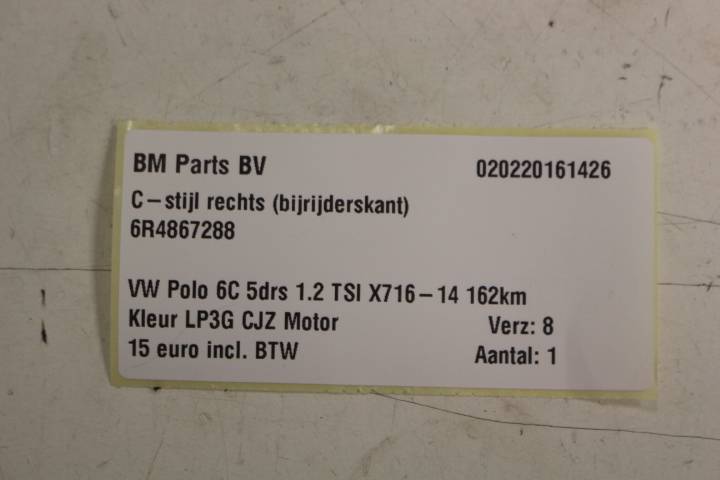 BM Parts BV 020220161426
C-stijl rechts (bijrijderskant)
6R4867288
VW Polo 6C 5drs 1.2 TSI X716-14 162km
Kleur LP3G CJZ Motor Verz: 8
15 euro incl. BTW Aantal: 1